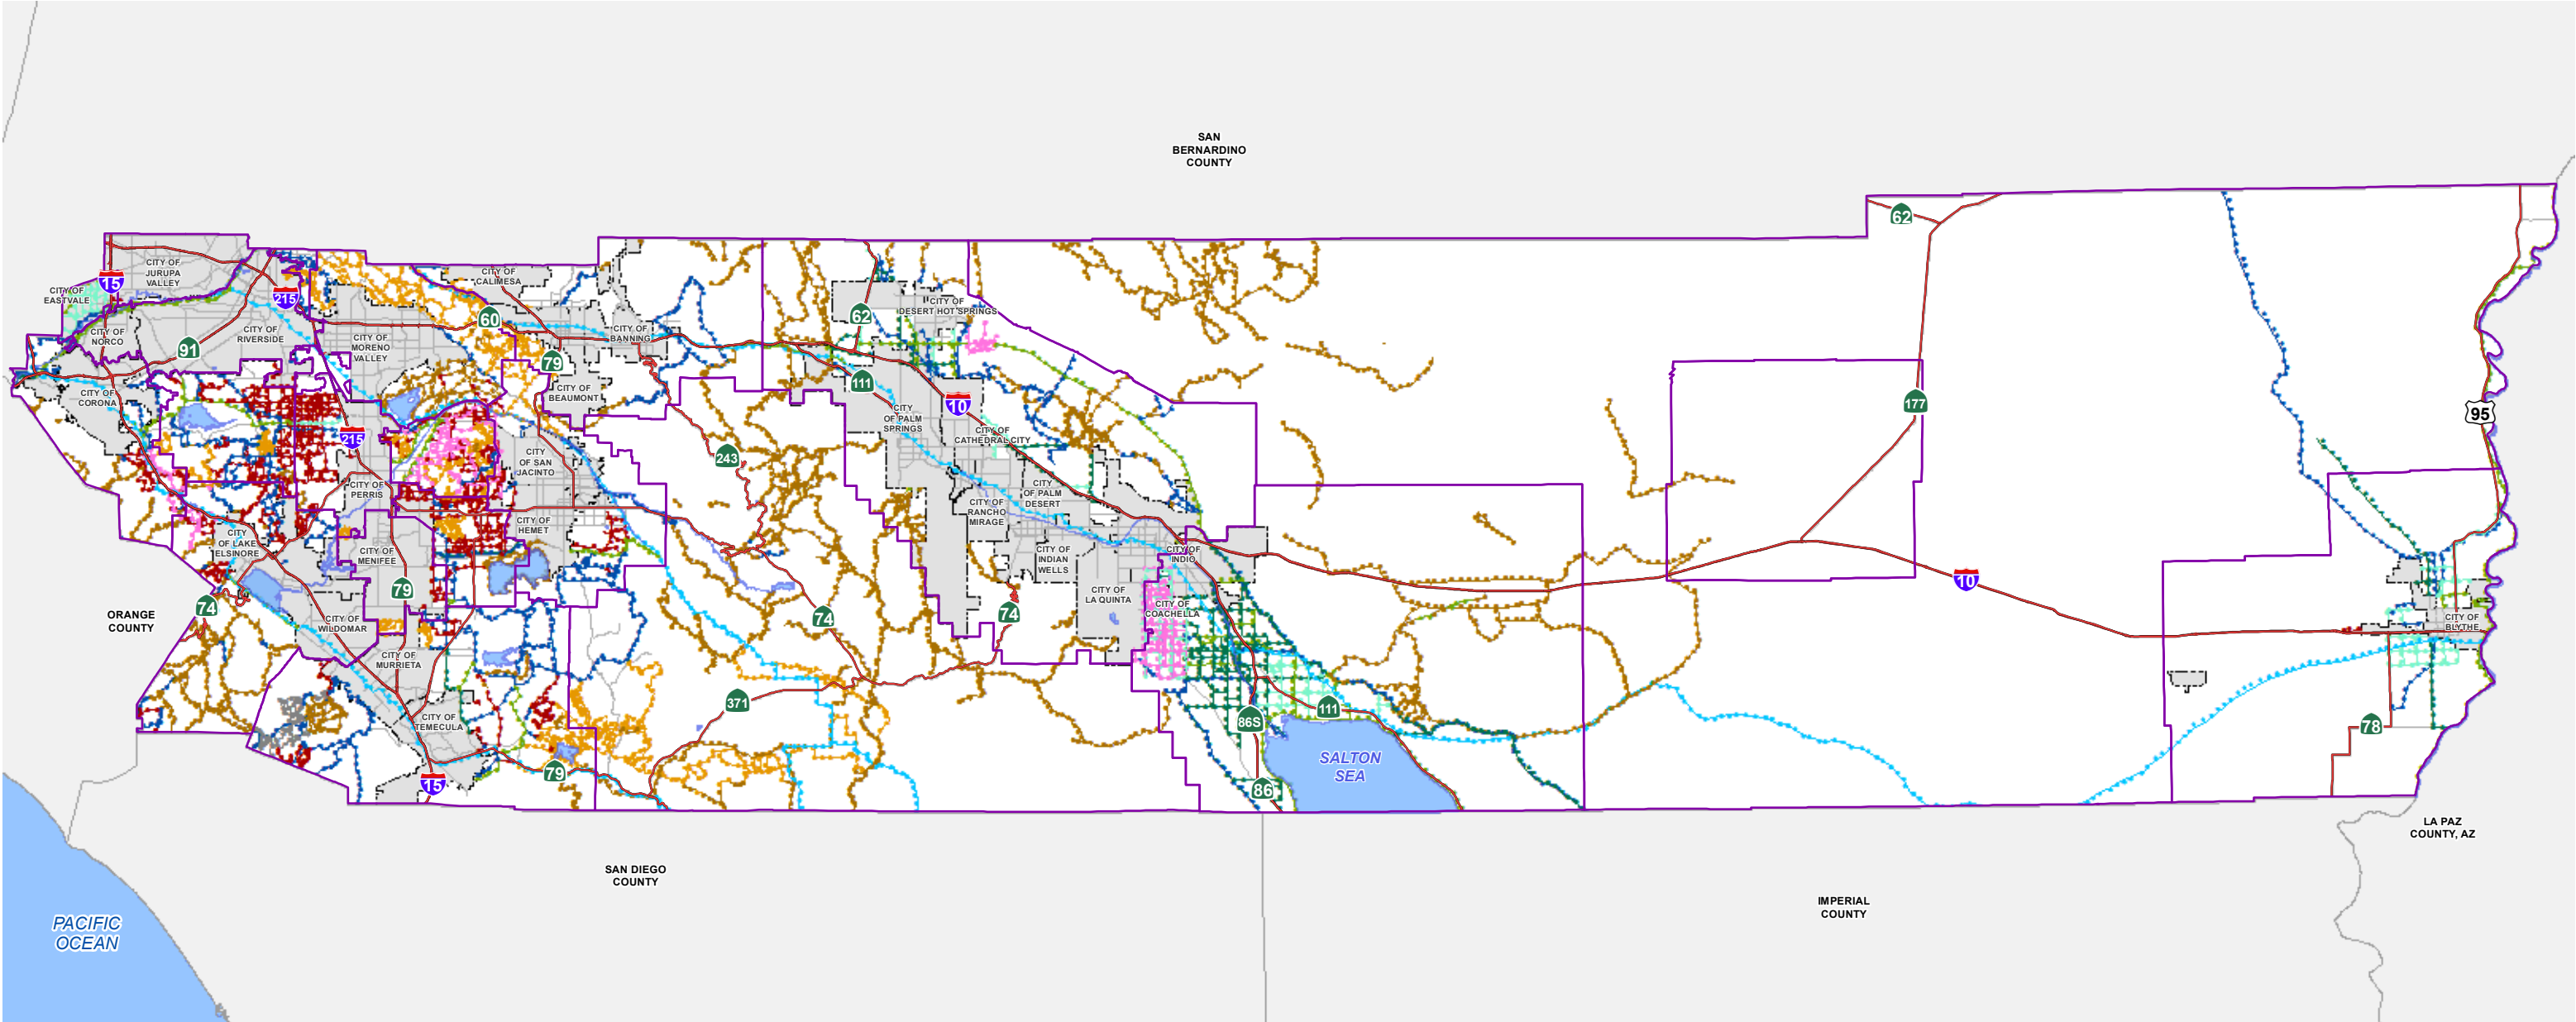 SAN
BERNARDINO
COUNTY
62
CITY OF
JURUPA
VALLEY
CITY OF
CALIMESA
15
CITY OF
EASTVALE
215
CITY OF
DESERT HOT SPRINGS
62
60
CITY OF
NORCO
CITY OF
RIVERSIDE
CITY OF
MORENO
VALLEY
CITY OF
BANNING
91
79
111
CITY OF
BEAUMONT
CITY OF
CORONA
10
177
95
CITY
OF PALM
SPRINGS
CITY OF
CATHEDRAL CITY
215
243
CITY
OF SAN
JACINTO
CITY OF
PERRIS
CITY
OF PALM
DESERT
CITY OF
RANCHO
MIRAGE
CITY OF
HEMET
CITY
OF LAKE
ELSINORE
CITY OF
MENIFEE
CITY OF
INDIAN
WELLS
CITY OF
INDIO
10
79
CITY OF
LA QUINTA
CITY OF
COACHELLA
74
ORANGE
COUNTY
74
74
CITY OF
WILDOMAR
CITY OF
BLYTHE
CITY OF
MURRIETA
371
CITY OF
TEMECULA
86S
111
78
SALTON
SEA
79
15
86
LA PAZ
COUNTY, AZ
SAN DIEGO
COUNTY
IMPERIAL
COUNTY
PACIFIC
OCEAN